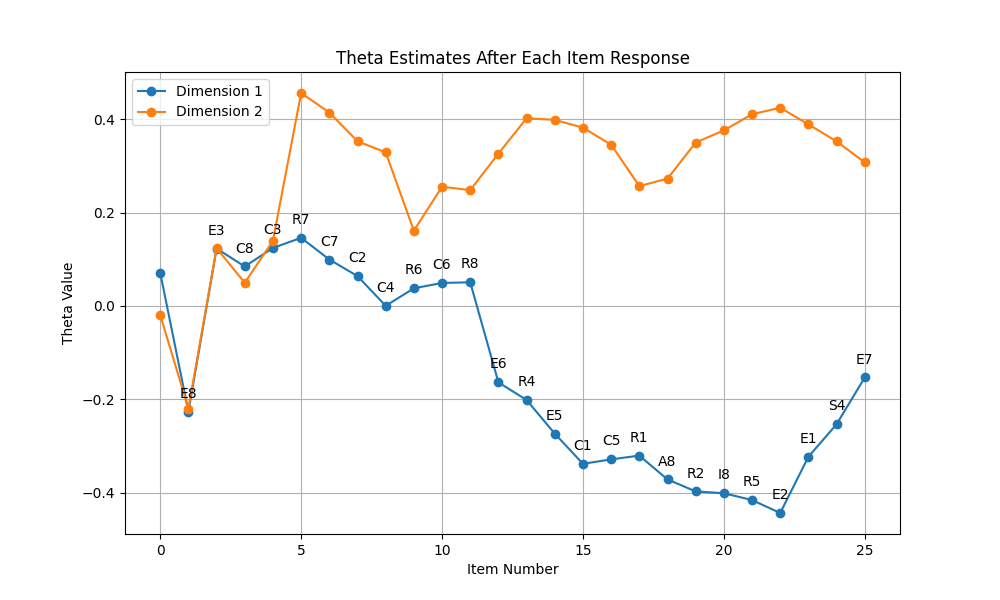 Theta Estimates After Each Item Response
Dimension 1
Dimension 2
Theta Value
0.4
0.2
0.0
−0.2
−0.4
E8
E3
C8
C3
R7
C7
C2
C4
R6
C6
R8
E6
R4
E5
C1
C5
R1
A8
R2
I8
R5
E2
E1
S4
E7
0 5 10 15 20 25
Item Number